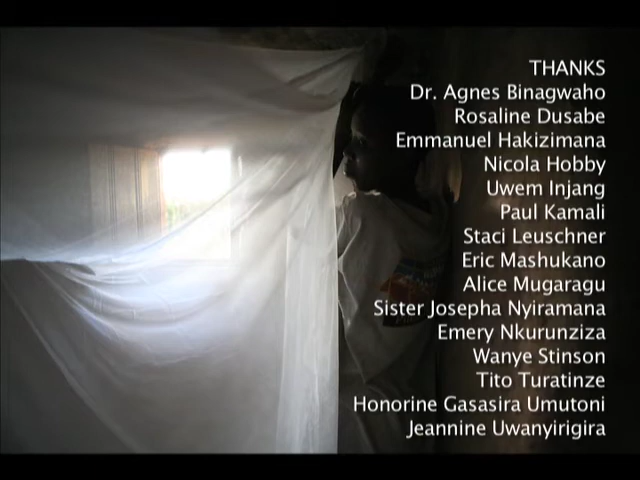 THANKS
Dr. Agnes Binagwaho
Rosaline Dusabe
Emmanuel Hakizimana
Nicola Hobby
Uwem Injang
Paul Kamali
Staci Leuschner
Eric Mashukano
Alice Mugaragu
Sister Josepha Nyiramana
Emery Nkurunziza
Wanye Stinson
Tito Turatinze
Honorine Gasasira Umutoni
Jeannine Uwanyirigira